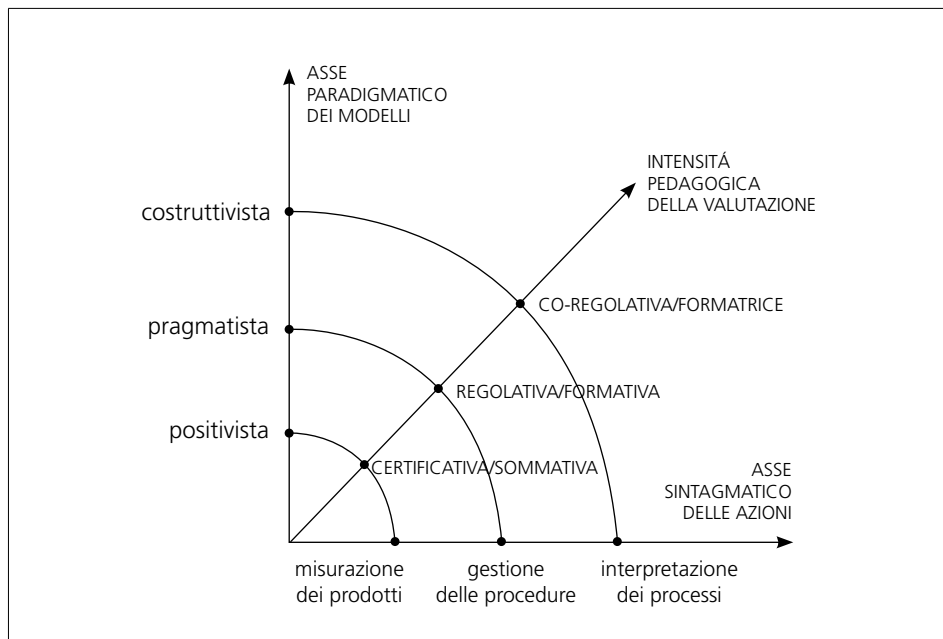 ASSE
PARADIGMATICO
DEI MODELLI
INTENSITÁ
PEDAGOGICA
DELLA VALUTAZIONE
costruttivista
CO-REGOLATIVA/FORMATRICE
pragmatista
REGOLATIVA/FORMATIVA
positivista
CERTIFICATIVA/SOMMATIVA
ASSE
SINTAGMATICO
DELLE AZIONI
misurazione
dei prodotti
gestione
delle procedure
interpretazione
dei processi